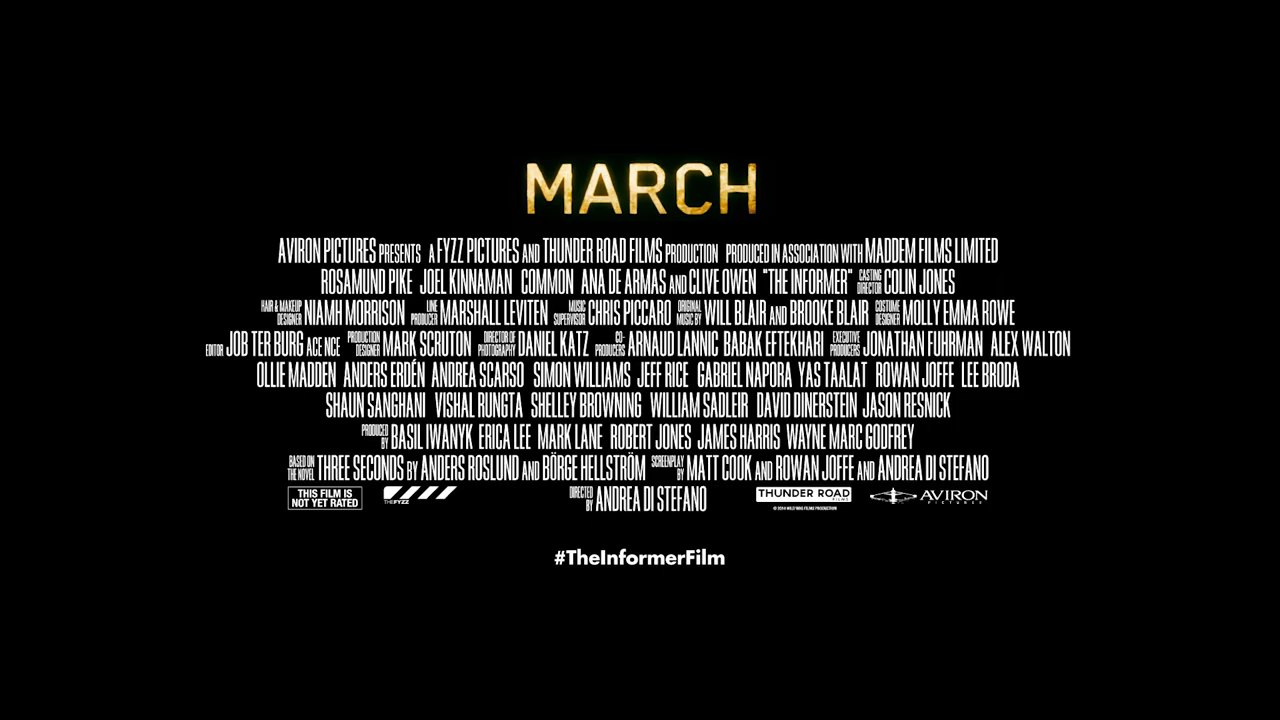 MARCH
AVIRON PICTURES PRESENTS A FYZZ PICTURES AND THUNDER ROAD FILMS PRODUCTION PRODUCED IN ASSOCIATION WITH MADDEM FILMS LIMITED
ROSAMUND PIKE JOEL KINNAMAN COMMON ANA DE ARMAS AND CLIVE OWEN "THE INFORMER" CASTING DIRECTOR COLIN JONES
HAIR & MAKEUP DESIGNER NIAMH MORRISON LINE PRODUCER MARSHALL LEVITEN MUSIC SUPERVISOR CHRIS PICCARO ORIGINAL MUSIC BY WILL BLAIR AND BROOKE BLAIR COSTUME DESIGNER MOLLY EMMA ROWE
EDITOR JOB TER BURG ACE NCE PRODUCTION DESIGNER MARK SCRUTON DIRECTOR OF PHOTOGRAPHY DANIEL KATZ CO-PRODUCERS ARNAUD LANNIC BABAK EFTEKHARI EXECUTIVE PRODUCERS JONATHAN FUHRMAN ALEX WALTON
OLLIE MADDEN ANDERS ERDÉN ANDREA SCARSO SIMON WILLIAMS JEFF RICE GABRIEL NAPORA YAS TAALAT ROWAN JOFFE LEE BRODA
SHAUN SANGHANI VISHAL RUNGTA SHELLEY BROWNING WILLIAM SADLEIR DAVID DINERSTEIN JASON RESNICK
PRODUCED BY BASIL IWANYK ERICA LEE MARK LANE ROBERT JONES JAMES HARRIS WAYNE MARC GODFREY
BASED ON THE NOVEL THREE SECONDS BY ANDERS ROSLUND AND BÖRGE HELLSTRÖM SCREENPLAY BY MATT COOK AND ROWAN JOFFE AND ANDREA DI STEFANO
THIS FILM IS NOT YET RATED THEFYZZ DIRECTED BY ANDREA DI STEFANO THUNDER ROAD FILMS AVIRON PICTURES
#TheInformerFilm